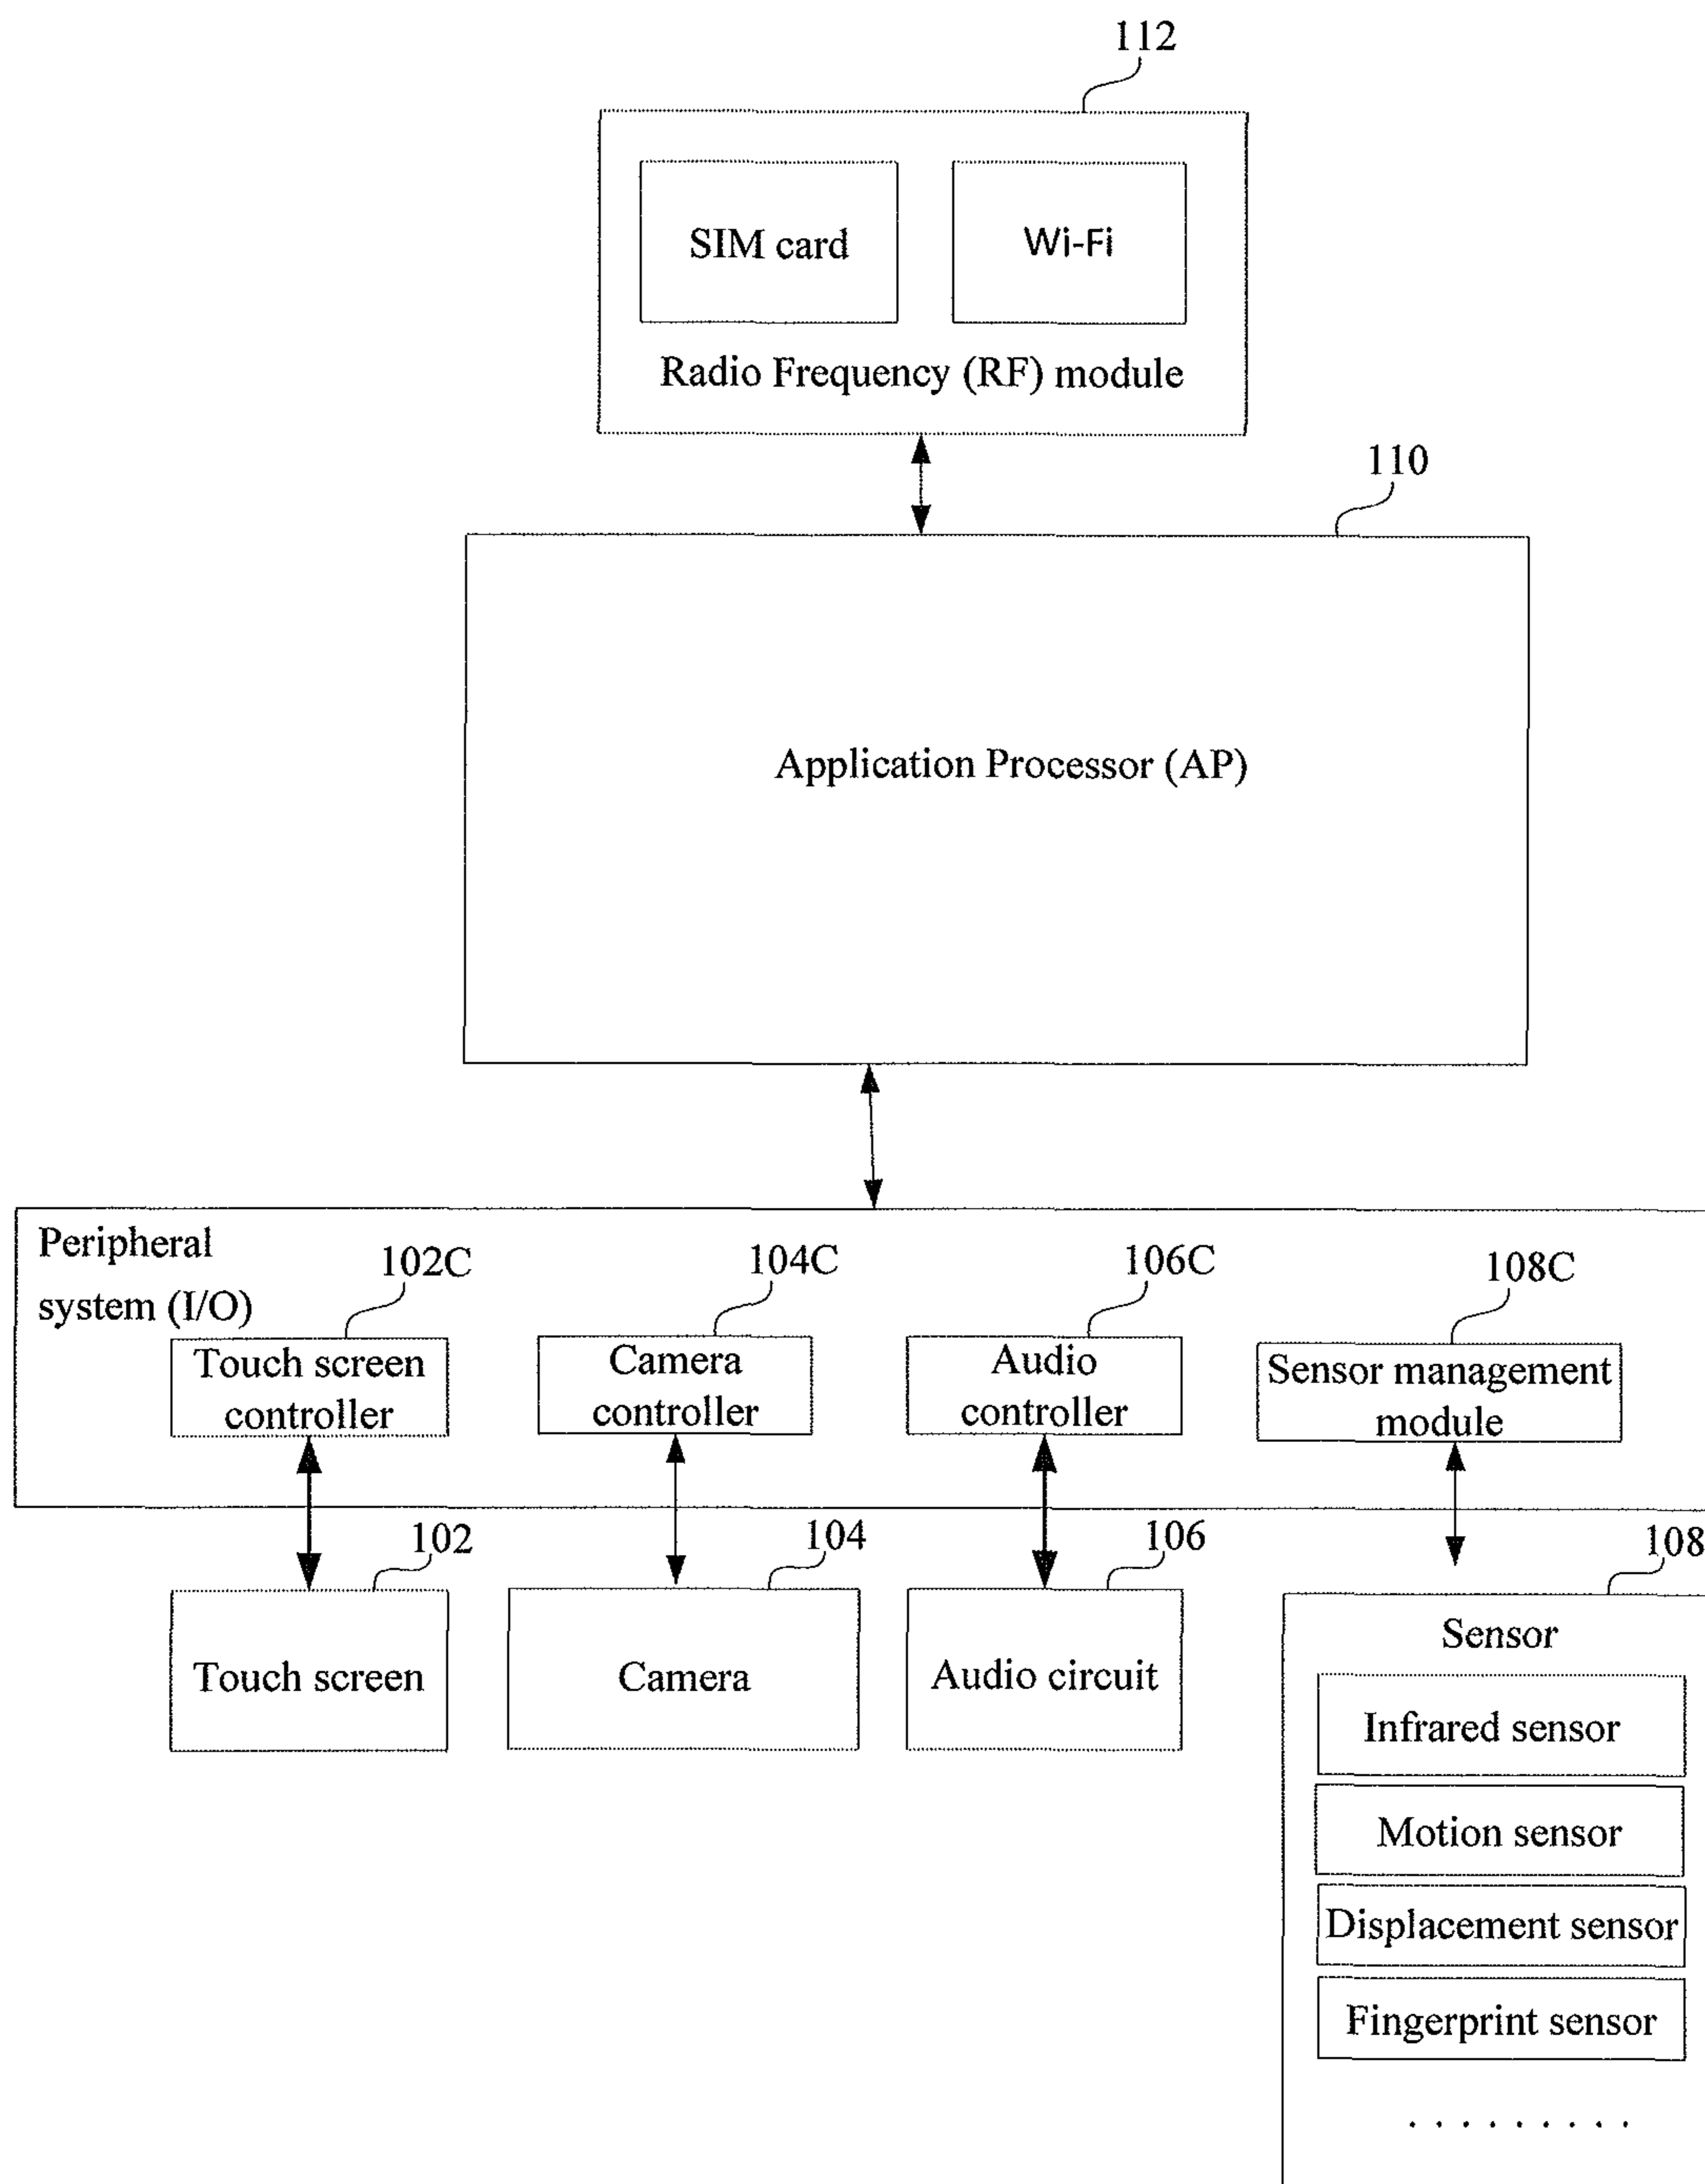 112
SIM card
Wi-Fi
Radio Frequency (RF) module
110
Application Processor (AP)
Peripheral
system (I/O)
102C
104C
106C
108C
Touch screen
controller
Camera
controller
Audio
controller
Sensor management
module
102
104
106
108
Touch screen
Camera
Audio circuit
Sensor
Infrared sensor
Motion sensor
Displacement sensor
Fingerprint sensor
. . . . . . . . .